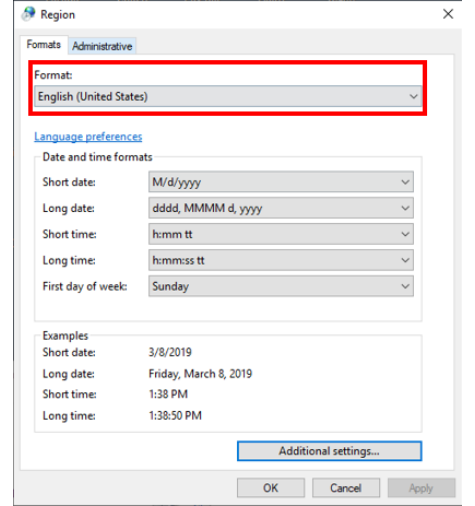 Region
Formats Administrative
Format:
English (United States)
Language preferences
Date and time formats
Short date: M/d/yyyy
Long date: dddd, MMMM d, yyyy
Short time: h:mm tt
Long time: h:mm:ss tt
First day of week: Sunday
Examples
Short date: 3/8/2019
Long date: Friday, March 8, 2019
Short time: 1:38 PM
Long time: 1:38:50 PM
Additional settings...
OK Cancel Apply